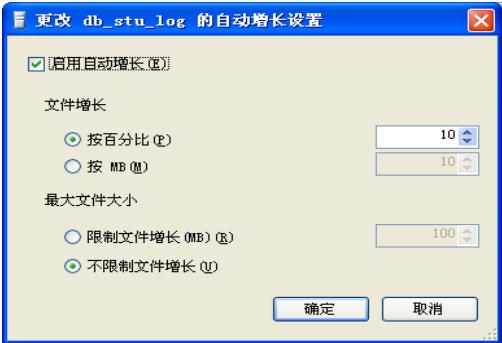 更改 db_stu_log 的自动增长设置
启用自动增长(E)
文件增长
按百分比(P) 10
按 MB(M) 10
最大文件大小
限制文件增长(MB)(R) 100
不限制文件增长(U)
确定 取消